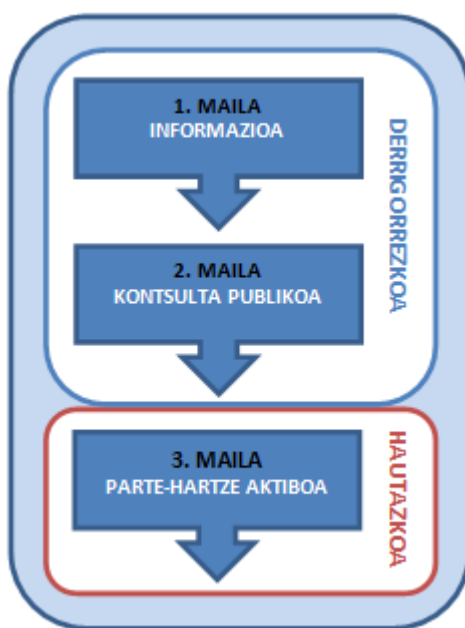 1. MAILA
INFORMAZIOA
2. MAILA
KONTSULTA PUBLIKOA
DERRIGORREZKOA
3. MAILA
PARTE-HARTZE AKTIBOA
HAUTAZKOA